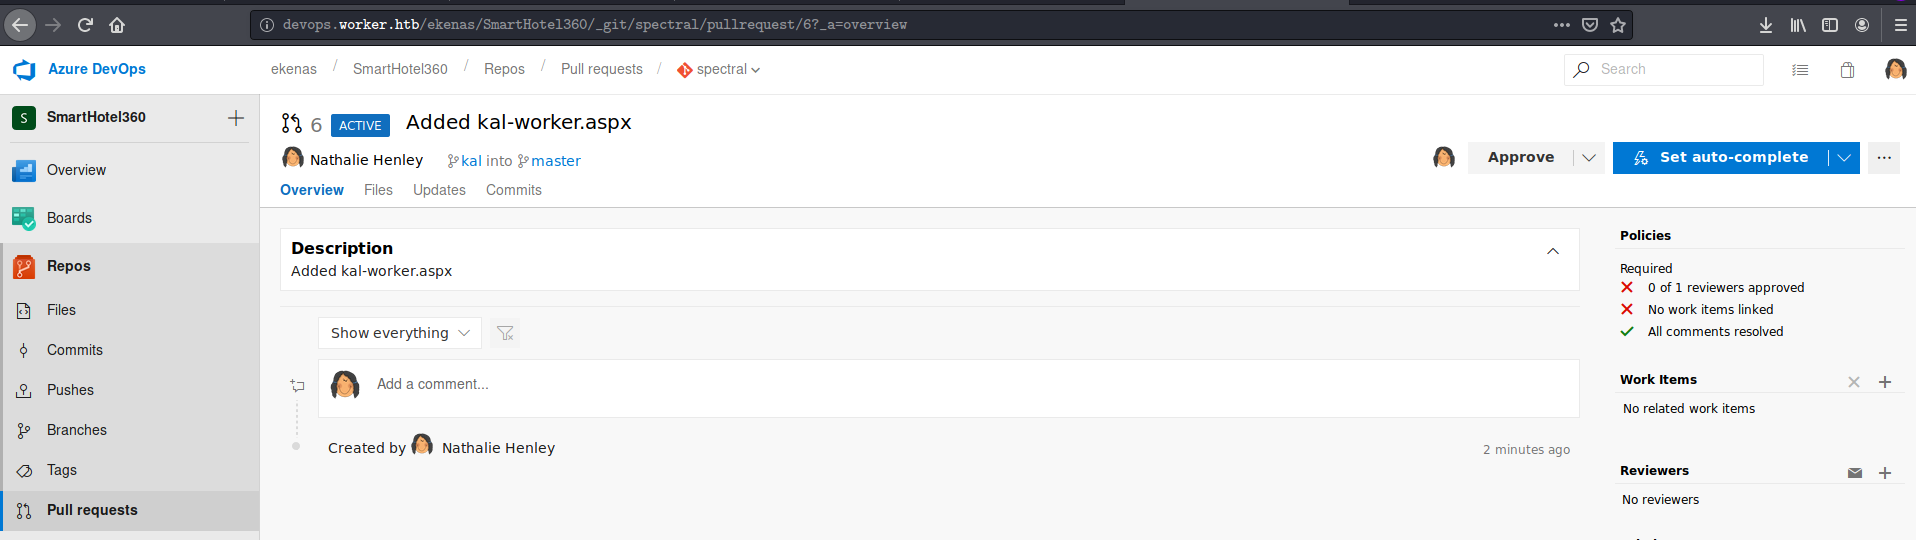 devops.worker.htb/ekenas/SmartHotel360/_git/spectral/pullrequest/6?_a=overview
Azure DevOps
ekenas / SmartHotel360 / Repos / Pull requests / spectral
Search
S SmartHotel360
Overview
Boards
Repos
Files
Commits
Pushes
Branches
Tags
Pull requests
6 ACTIVE Added kal-worker.aspx
Nathalie Henley kal into master
Approve
Set auto-complete
Overview Files Updates Commits
Description
Added kal-worker.aspx
Show everything
Add a comment...
Created by Nathalie Henley
2 minutes ago
Policies
Required
0 of 1 reviewers approved
No work items linked
All comments resolved
Work Items
No related work items
Reviewers
No reviewers